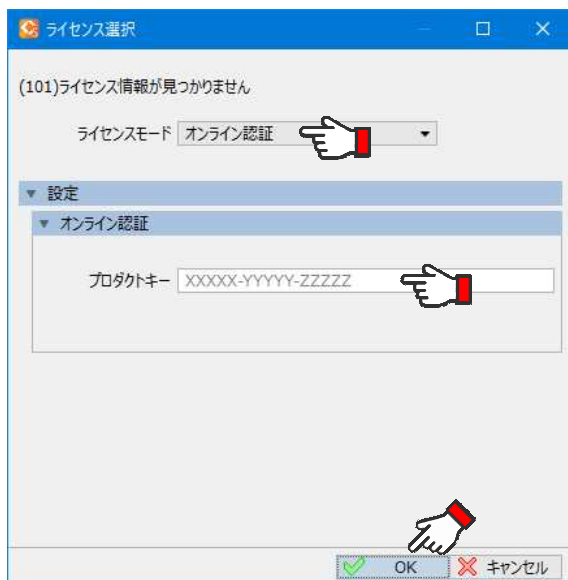 ライセンス選択
(101)ライセンス情報が見つかりません
ライセンスモード オンライン認証
設定
オンライン認証
プロダクトキー XXXXX-YYYYY-ZZZZZ
OK キャンセル